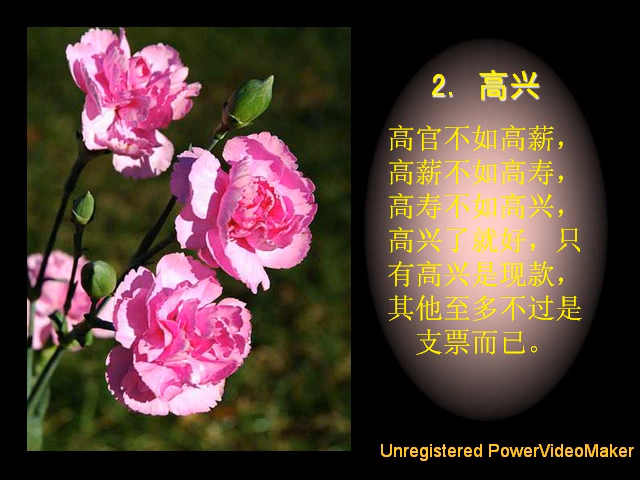 2. 高兴
高官不如高薪，
高薪不如高寿，
高寿不如高兴，
高兴了就好，只
有高兴是现款，
其他至多不过是
支票而已。
Unregistered PowerVideoMaker